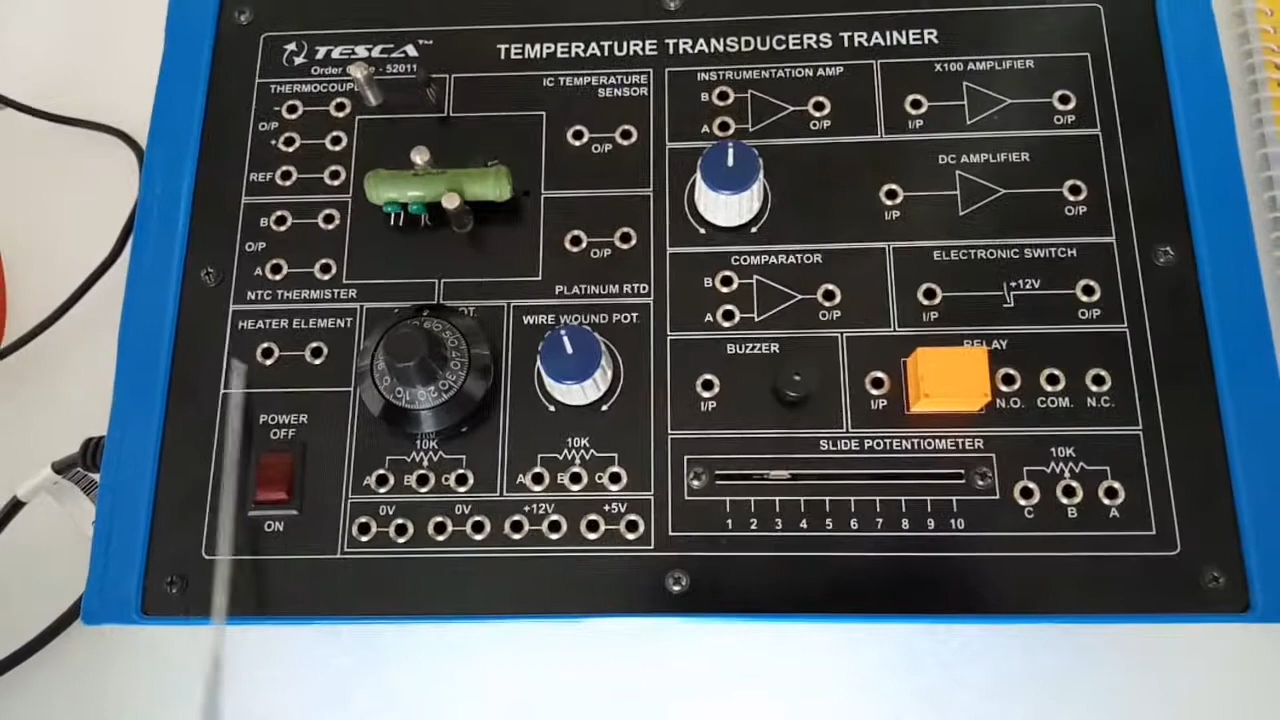 TESCA™
TEMPERATURE TRANSDUCERS TRAINER
Order Code - 52011
THERMOCOUPLE
-
O/P
+
REF
IC TEMPERATURE
SENSOR
O/P
B
O/P
A
NTC THERMISTER
O/P
PLATINUM RTD
INSTRUMENTATION AMP
B
A
O/P
X100 AMPLIFIER
I/P
O/P
DC AMPLIFIER
I/P
O/P
COMPARATOR
B
A
O/P
ELECTRONIC SWITCH
+12V
I/P
O/P
HEATER ELEMENT
POT.
WIRE WOUND POT.
BUZZER
I/P
RELAY
I/P
N.O. COM. N.C.
POWER
OFF
ON
10K
A B C
10K
A B C
0V 0V +12V +5V
SLIDE POTENTIOMETER
1 2 3 4 5 6 7 8 9 10
10K
C B A